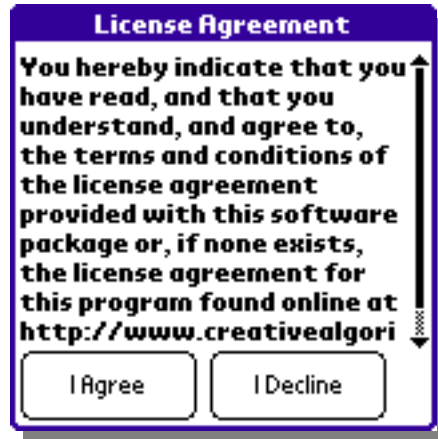 License Agreement
You hereby indicate that you
have read, and that you
understand, and agree to,
the terms and conditions of
the license agreement
provided with this software
package or, if none exists,
the license agreement for
this program found online at
http://www.creativealgori
I Agree
I Decline